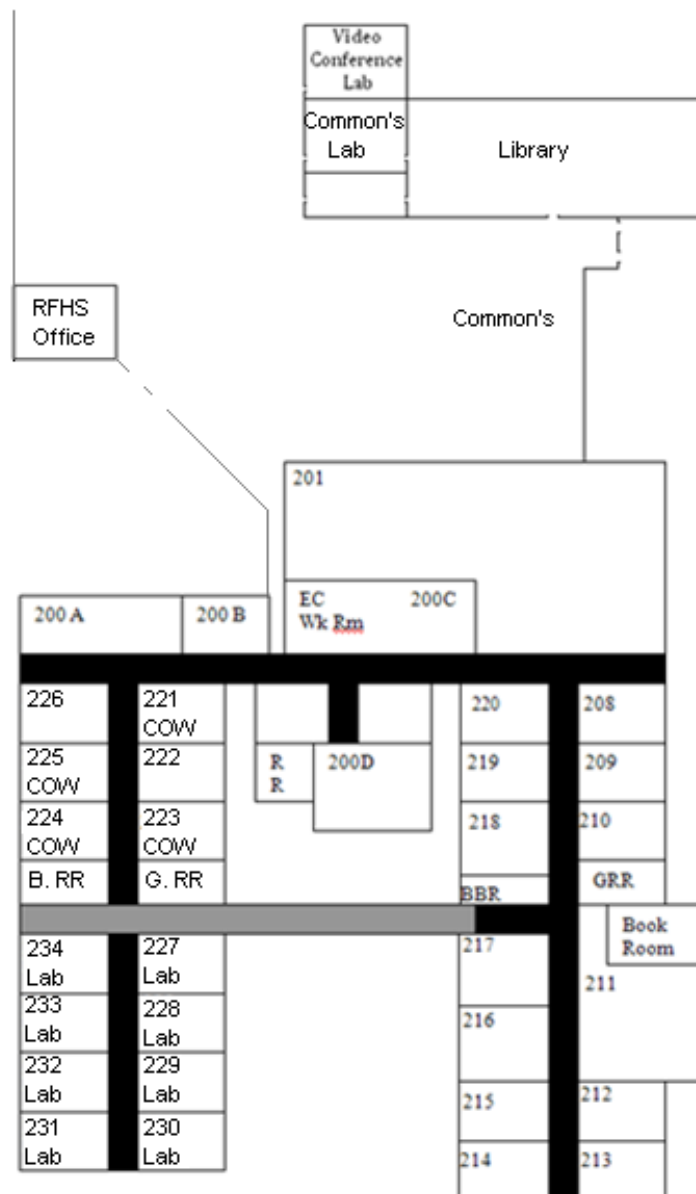 Video
Conference
Lab
Common's
Lab
Library
RFHS
Office
Common's
201
200 A
200 B
EC 200C
Wk Rm
226
221
COW
220
208
225
COW
222
R
R
200D
219
209
224
COW
223
COW
218
210
B. RR
G. RR
BBR
GRR
Book
Room
234
Lab
227
Lab
217
211
233
Lab
228
Lab
216
232
Lab
229
Lab
215
212
231
Lab
230
Lab
214
213